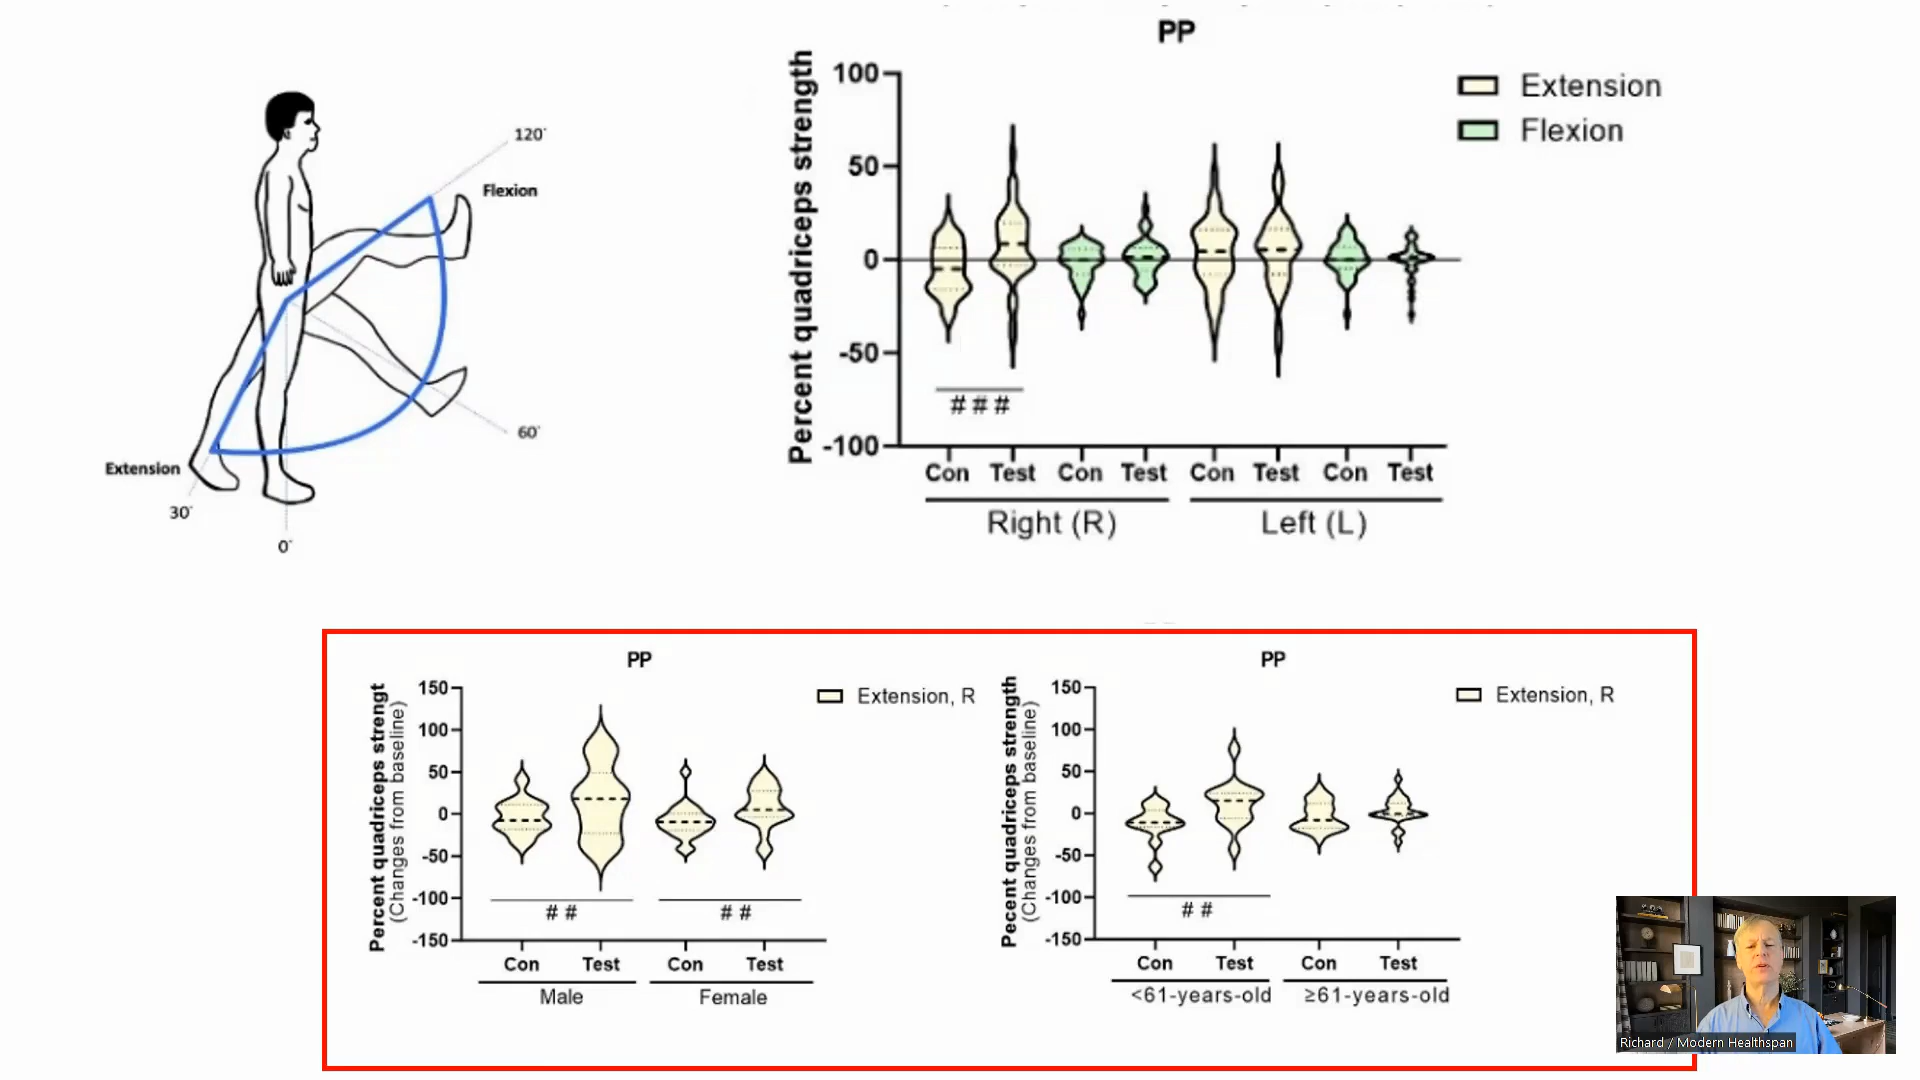 120°
Flexion
60°
Extension
30°
0°
PP
Percent quadriceps strength
100
50
0
-50
-100
Extension
Flexion
###
Con Test Con Test Con Test Con Test
Right (R) Left (L)
PP
Percent quadriceps strengt
(Changes from baseline)
150
100
50
0
-50
-100
-150
Extension, R
## ##
Con Test Con Test
Male Female
PP
Pecent quadriceps strength
(Changes from baseline)
150
100
50
0
-50
-100
-150
Extension, R
##
Con Test Con Test
<61-years-old ≥61-years-old
Richard / Modern Healthspan